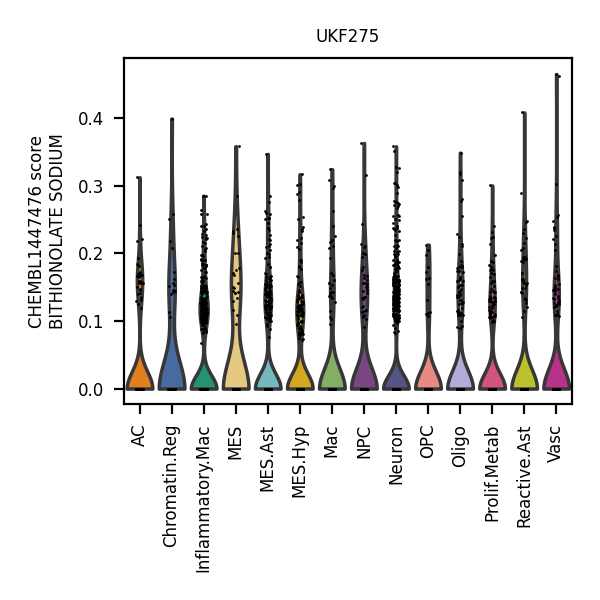 UKF275
CHEMBL1447476 score
BITHIONOLATE SODIUM
0.4
0.3
0.2
0.1
0.0
AC
Chromatin.Reg
Inflammatory.Mac
MES
MES.Ast
MES.Hyp
Mac
NPC
Neuron
OPC
Oligo
Prolif.Metab
Reactive.Ast
Vasc